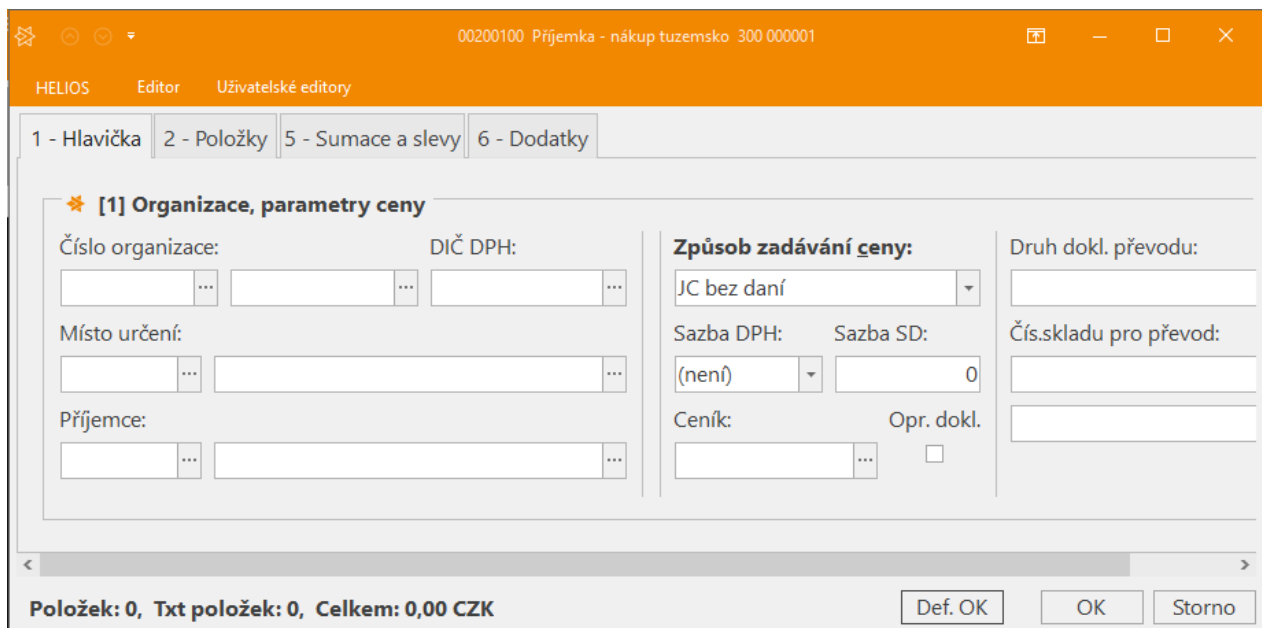 00200100 Příjemka - nákup tuzemsko 300 000001
HELIOS Editor Uživatelské editory
1 - Hlavička 2 - Položky 5 - Sumace a slevy 6 - Dodatky
[1] Organizace, parametry ceny
Číslo organizace: DIČ DPH: Způsob zadávání ceny: Druh dokl. převodu:
JC bez daní
Místo určení: Sazba DPH: Sazba SD: Čís.skladu pro převod:
(není) 0
Příjemce: Ceník: Opr. dokl.
Položek: 0, Txt položek: 0, Celkem: 0,00 CZK Def. OK OK Storno